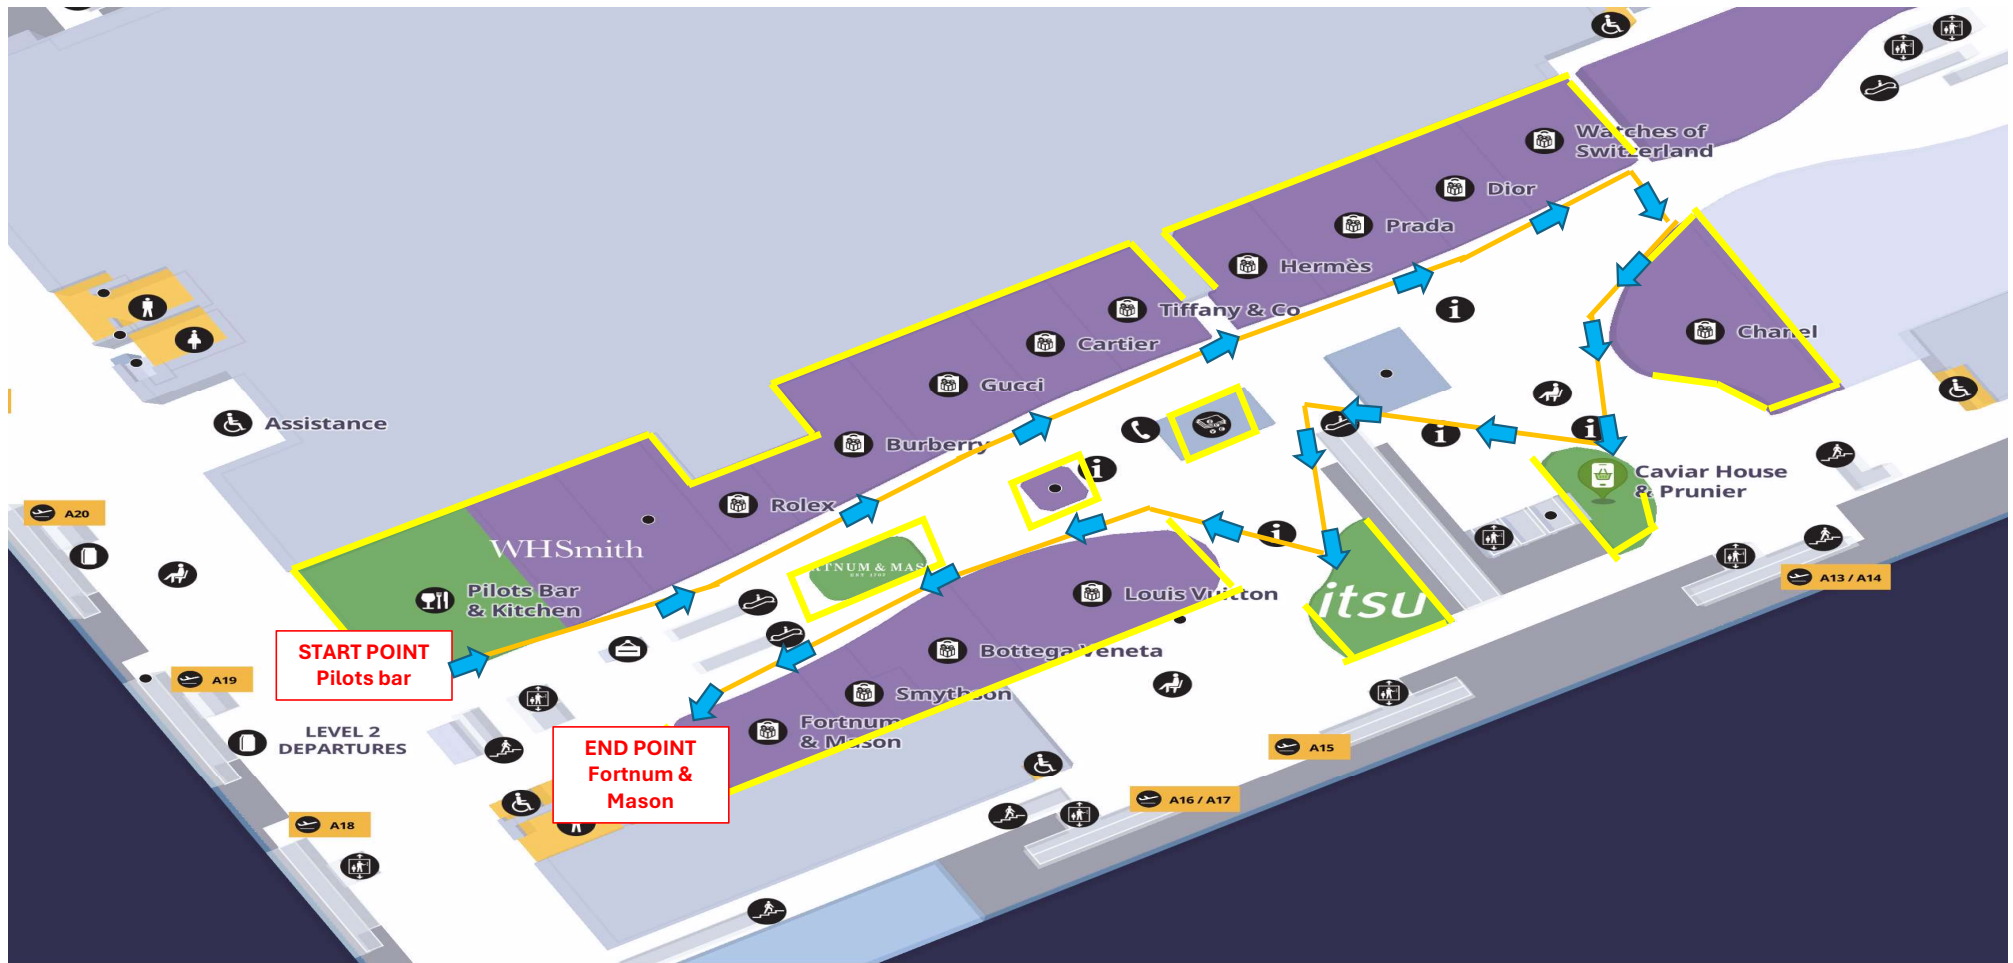 Watches of
Switzerland
Dior
Prada
Hermès
Tiffany & Co
Cartier
Gucci
Chanel
Assistance
Burberry
Caviar House
& Prunier
Rolex
A20
WHSmith
A13 / A14
Pilots Bar
& Kitchen
Louis Vuitton
itsu
START POINT
Pilots bar
Bottega Veneta
A19
Smythson
LEVEL 2
DEPARTURES
Fortnum
& Mason
END POINT
Fortnum &
Mason
A15
A16 / A17
A18